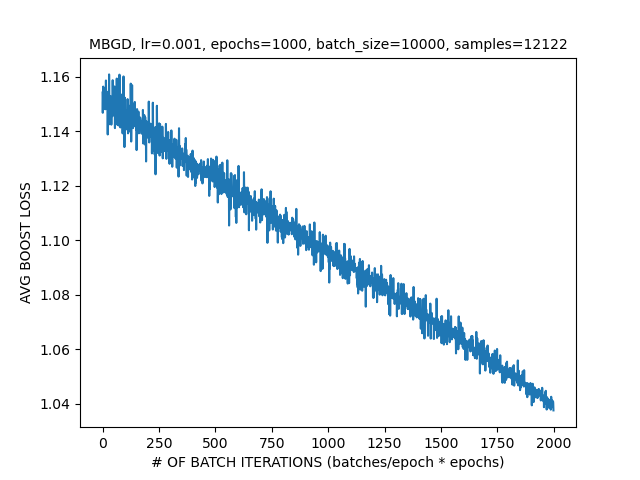 MBGD, lr=0.001, epochs=1000, batch_size=10000, samples=12122
1.16
1.14
1.12
1.10
1.08
1.06
1.04
AVG BOOST LOSS
0 250 500 750 1000 1250 1500 1750 2000
# OF BATCH ITERATIONS (batches/epoch * epochs)